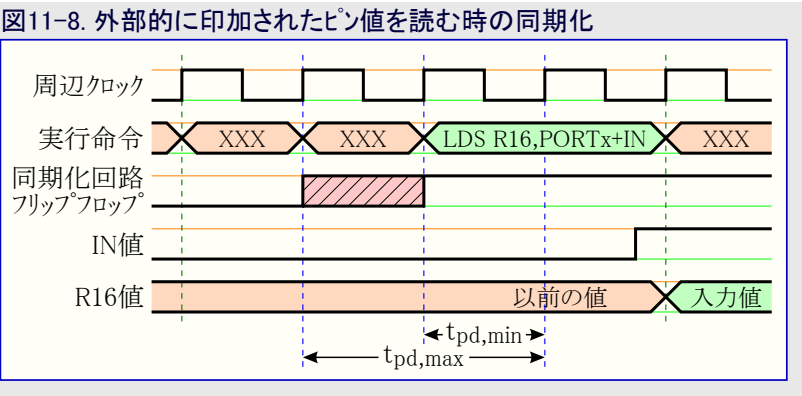 図11-8. 外部的に印加されたピン値を読む時の同期化
周辺クロック
実行命令 XXX XXX LDS R16,PORTx+IN XXX
同期化回路
フリップフロップ
IN値
R16値 以前の値 入力値
tpd,min
tpd,max